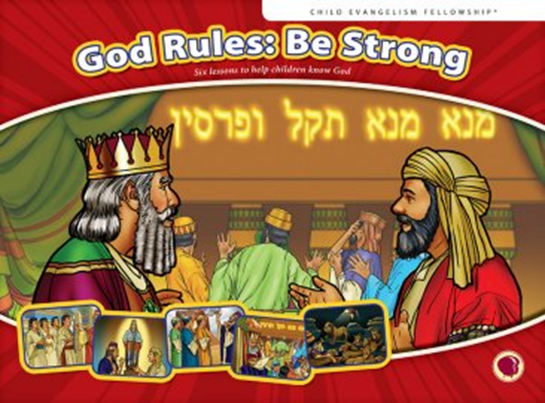 CHILD EVANGELISM FELLOWSHIP®
God Rules: Be Strong
Six lessons to help children know God
מנא מנא תקל ופרסין